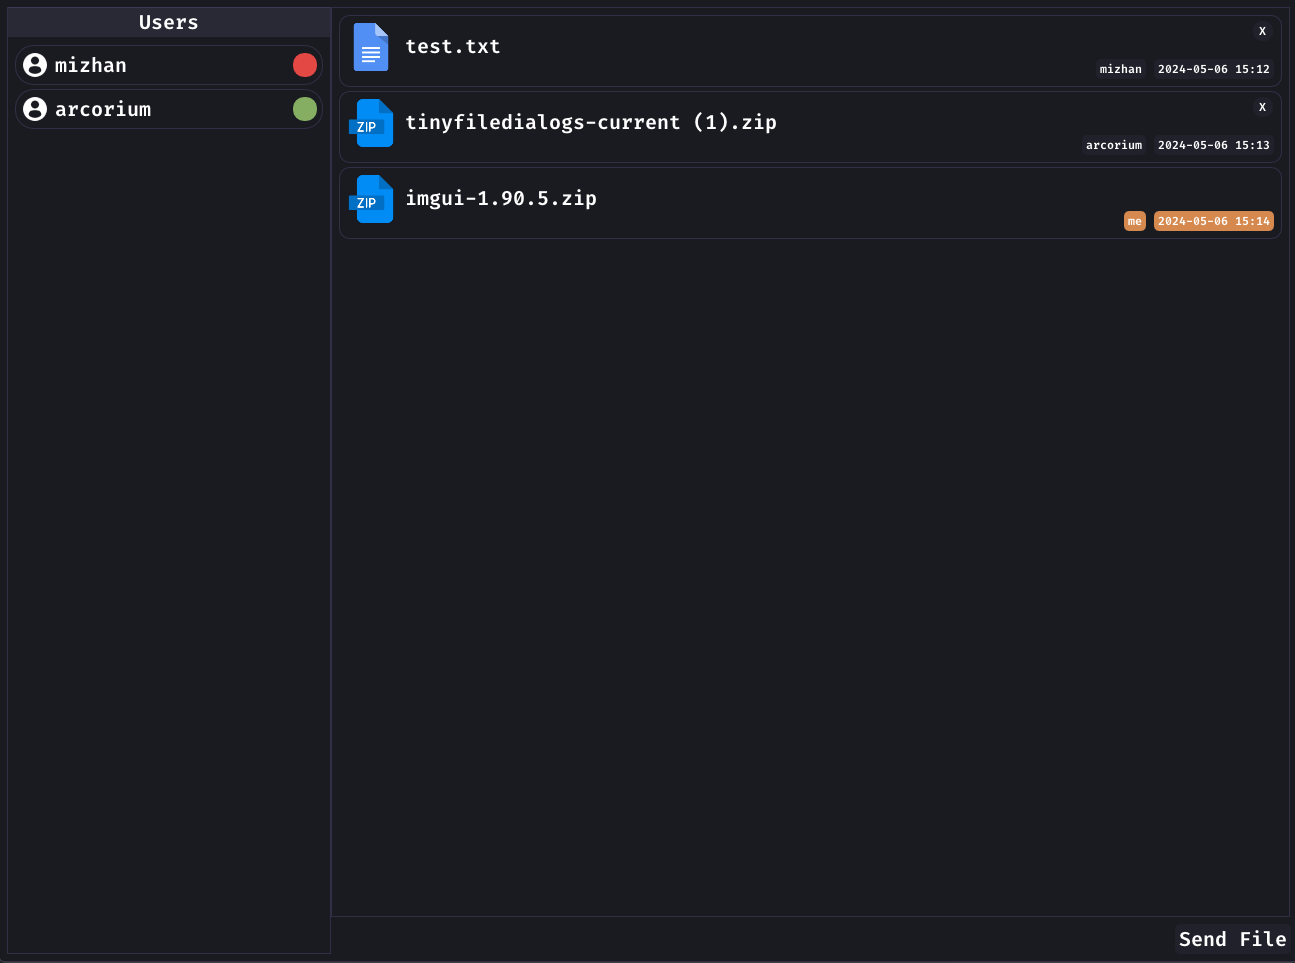 Users
mizhan
arcorium
test.txt
X
mizhan 2024-05-06 15:12
ZIP
tinyfiledialogs-current (1).zip
X
arcorium 2024-05-06 15:13
ZIP
imgui-1.90.5.zip
me 2024-05-06 15:14
Send File